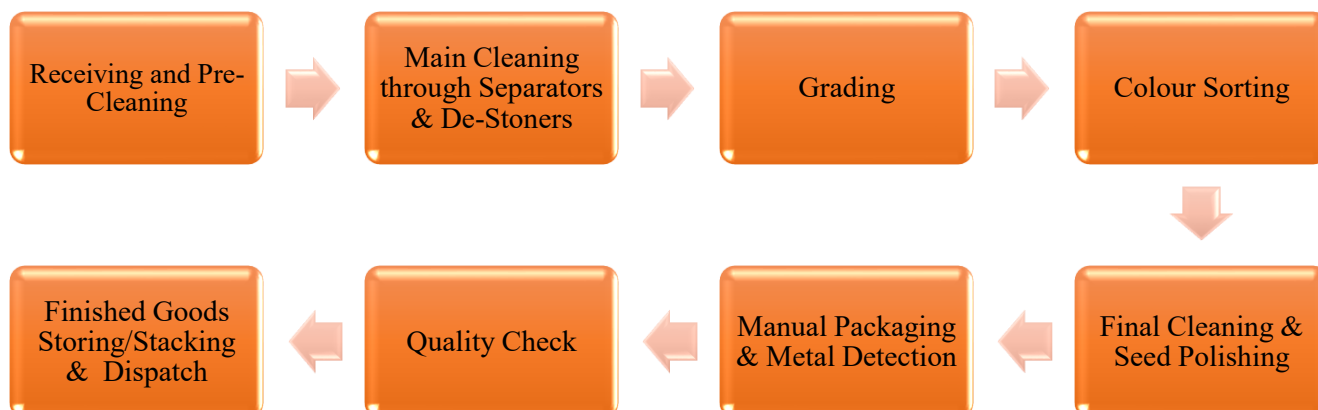 Receiving and Pre-
Cleaning
Main Cleaning
through Separators
& De-Stoners
Grading
Colour Sorting
Final Cleaning &
Seed Polishing
Manual Packaging
& Metal Detection
Quality Check
Finished Goods
Storing/Stacking
& Dispatch